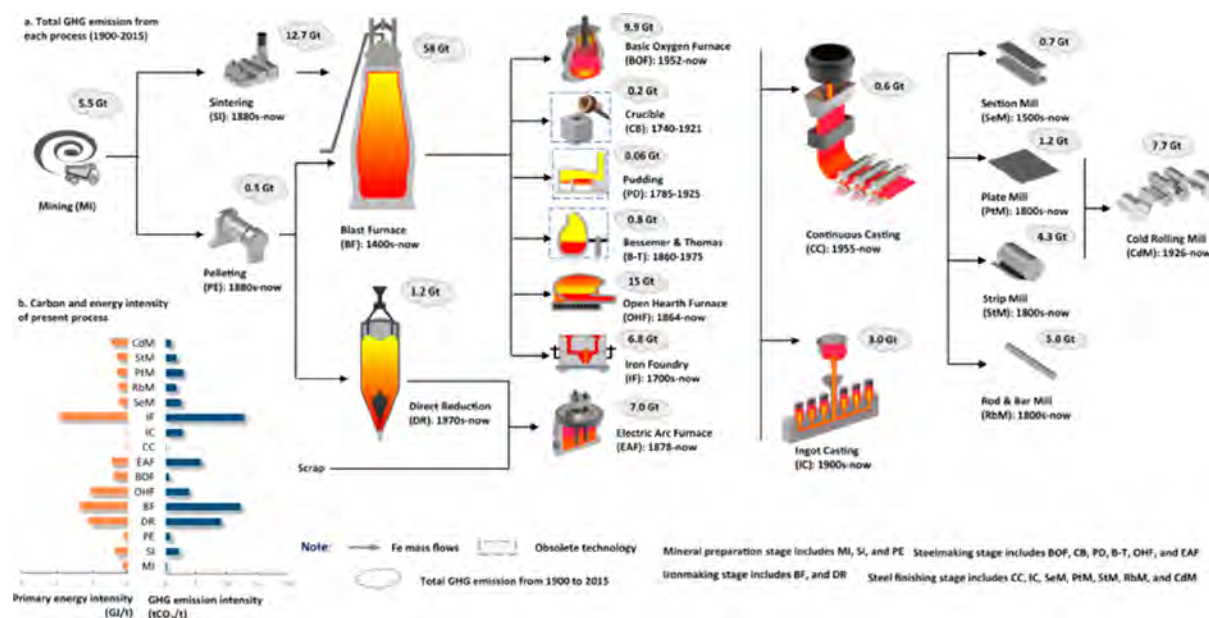 a. Total GHG emission from
each process (1900-2015)
5.5 Gt
Mining (MI)
12.7 Gt
Sintering
(SI): 1880s-now
0.5 Gt
Pelleting
(PE): 1880s-now
58 Gt
Blast Furnace
(BF): 1400s-now
1.2 Gt
Direct Reduction
(DR): 1970s-now
Scrap
9.9 Gt
Basic Oxygen Furnace
(BOF): 1952-now
0.2 Gt
Crucible
(CB): 1740-1921
0.06 Gt
Pudding
(PD): 1785-1925
0.8 Gt
Bessemer & Thomas
(B-T): 1860-1975
15 Gt
Open Hearth Furnace
(OHF): 1864-now
6.8 Gt
Iron Foundry
(IF): 1700s-now
7.0 Gt
Electric Arc Furnace
(EAF): 1878-now
0.6 Gt
Continuous Casting
(CC): 1955-now
3.0 Gt
Ingot Casting
(IC): 1900s-now
0.7 Gt
Section Mill
(SeM): 1500s-now
1.2 Gt
Plate Mill
(PtM): 1800s-now
4.3 Gt
Strip Mill
(StM): 1800s-now
5.0 Gt
Rod & Bar Mill
(RbM): 1800s-now
7.7 Gt
Cold Rolling Mill
(CdM): 1926-now
b. Carbon and energy intensity
of present process
CdM
StM
PtM
RbM
SeM
IF
IC
CC
EAF
BOF
OHF
BF
DR
PE
SI
MI
Primary energy intensity
(GJ/t)
GHG emission intensity
(tCO₂/t)
Note:
Fe mass flows
Obsolete technology
Total GHG emission from 1900 to 2015
Mineral preparation stage includes MI, SI, and PE
Steelmaking stage includes BOF, CB, PD, B-T, OHF, and EAF
Ironmaking stage includes BF, and DR
Steel finishing stage includes CC, IC, SeM, PtM, StM, RbM, and CdM